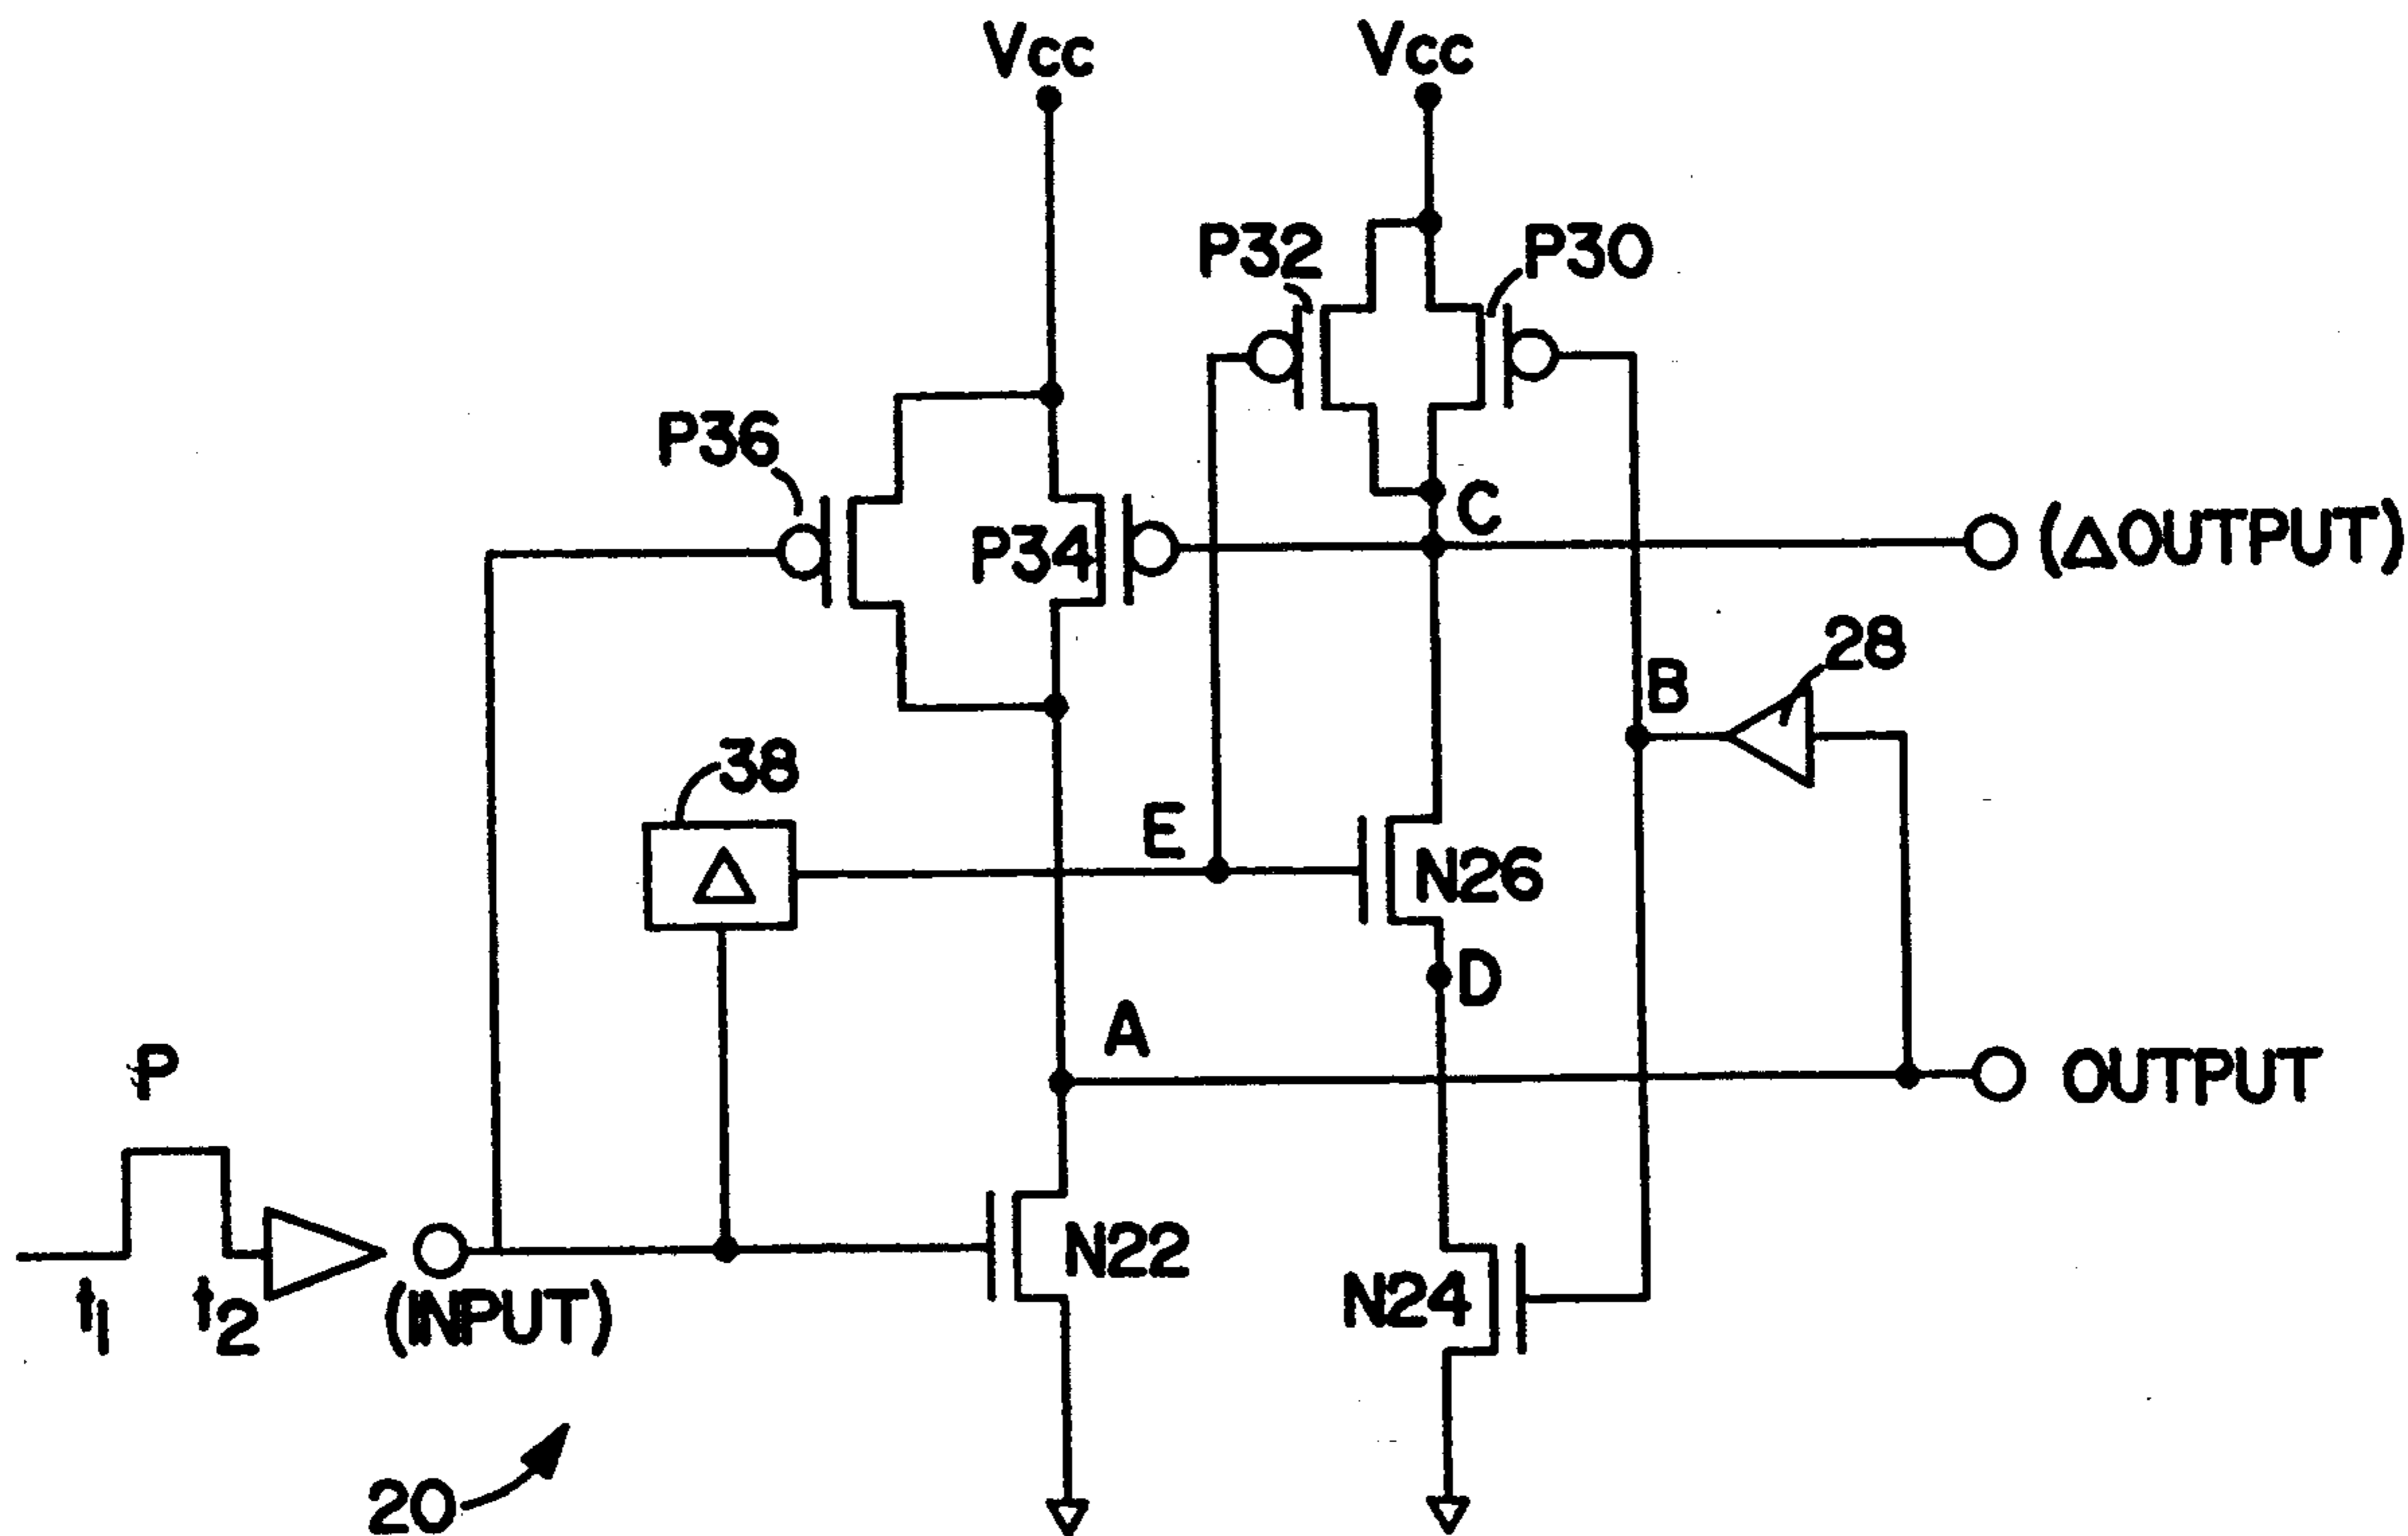 Vcc
Vcc
P32
P30
P36
P34
C
(ΔOUTPUT)
28
B
38
E
Δ
N26
D
A
P
OUTPUT
N22
t1
t2
(INPUT)
N24
20